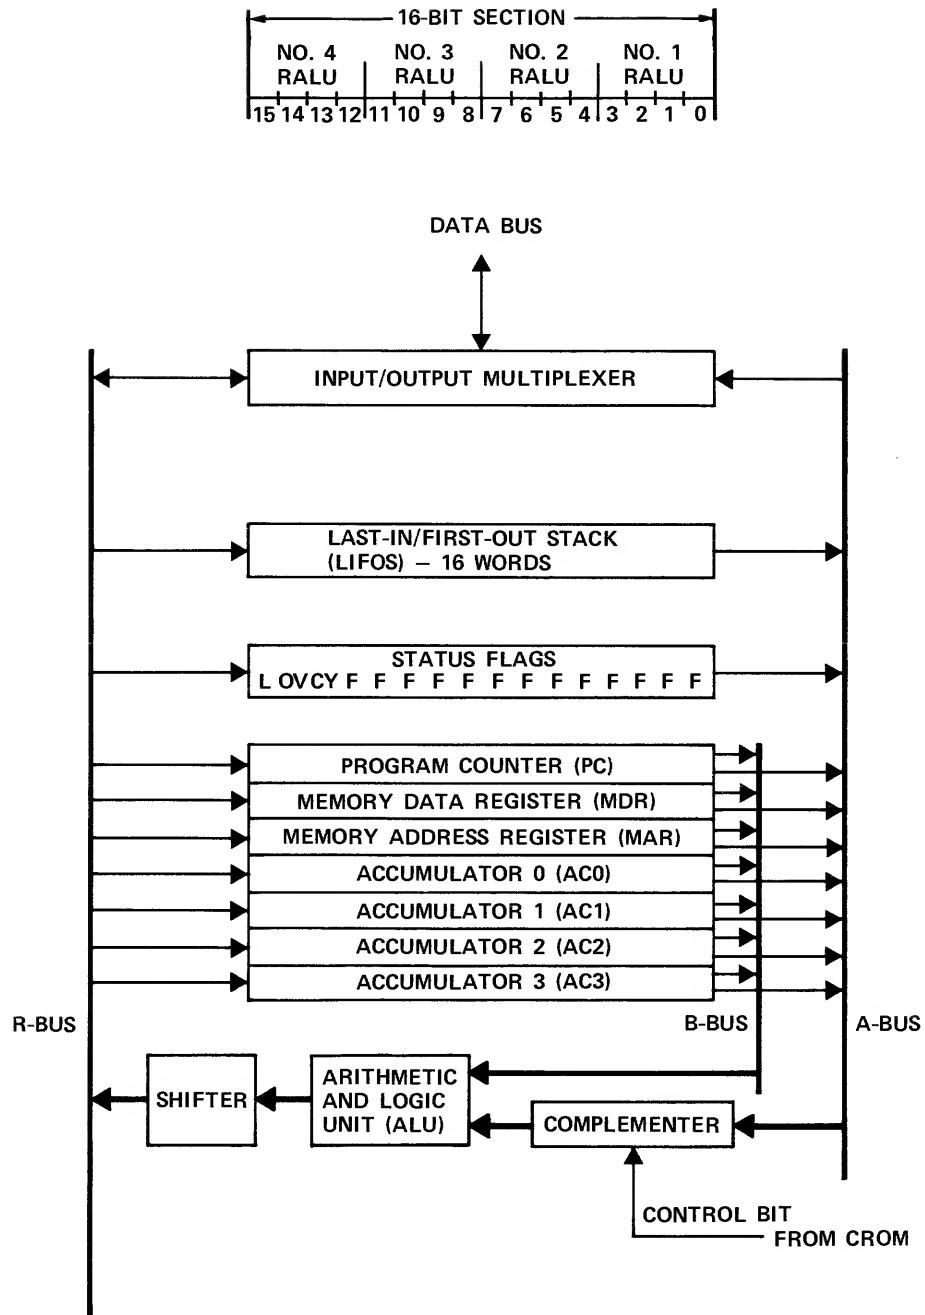 16-BIT SECTION
NO. 4 NO. 3 NO. 2 NO. 1
RALU RALU RALU RALU
15 14 13 12 11 10 9 8 7 6 5 4 3 2 1 0
DATA BUS
INPUT/OUTPUT MULTIPLEXER
LAST-IN/FIRST-OUT STACK
(LIFOS) — 16 WORDS
STATUS FLAGS
L OV CY F F F F F F F F F F F F F
PROGRAM COUNTER (PC)
MEMORY DATA REGISTER (MDR)
MEMORY ADDRESS REGISTER (MAR)
ACCUMULATOR 0 (AC0)
ACCUMULATOR 1 (AC1)
ACCUMULATOR 2 (AC2)
ACCUMULATOR 3 (AC3)
R-BUS
B-BUS
A-BUS
SHIFTER
ARITHMETIC
AND LOGIC
UNIT (ALU)
COMPLEMENTER
CONTROL BIT
FROM CROM